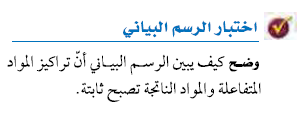 اختبار الرسم البياني
وضح كيف يبين الرسم البياني أنّ تراكيز المواد
المتفاعلة والمواد الناتجة تصبح ثابتة.